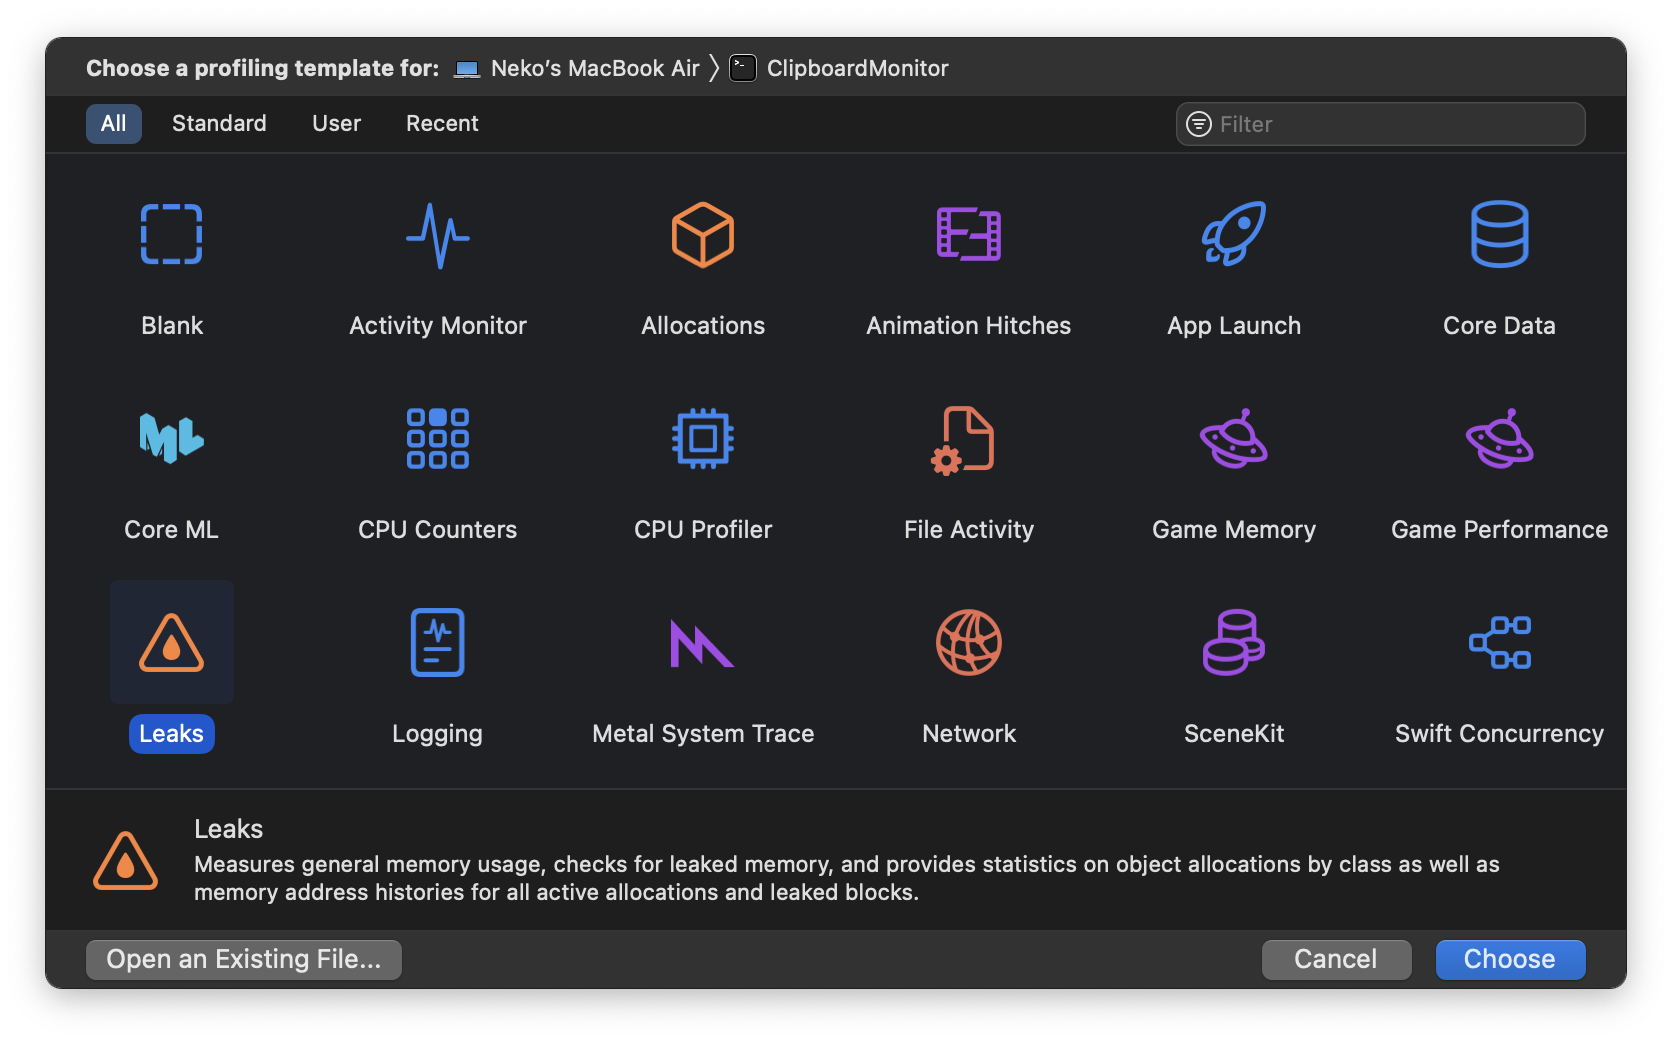 Choose a profiling template for: Neko’s MacBook Air 〉 ClipboardMonitor
All Standard User Recent Filter
Blank Activity Monitor Allocations Animation Hitches App Launch Core Data
ML
Core ML CPU Counters CPU Profiler File Activity Game Memory Game Performance
Leaks Logging Metal System Trace Network SceneKit Swift Concurrency
Leaks
Measures general memory usage, checks for leaked memory, and provides statistics on object allocations by class as well as
memory address histories for all active allocations and leaked blocks.
Open an Existing File... Cancel Choose